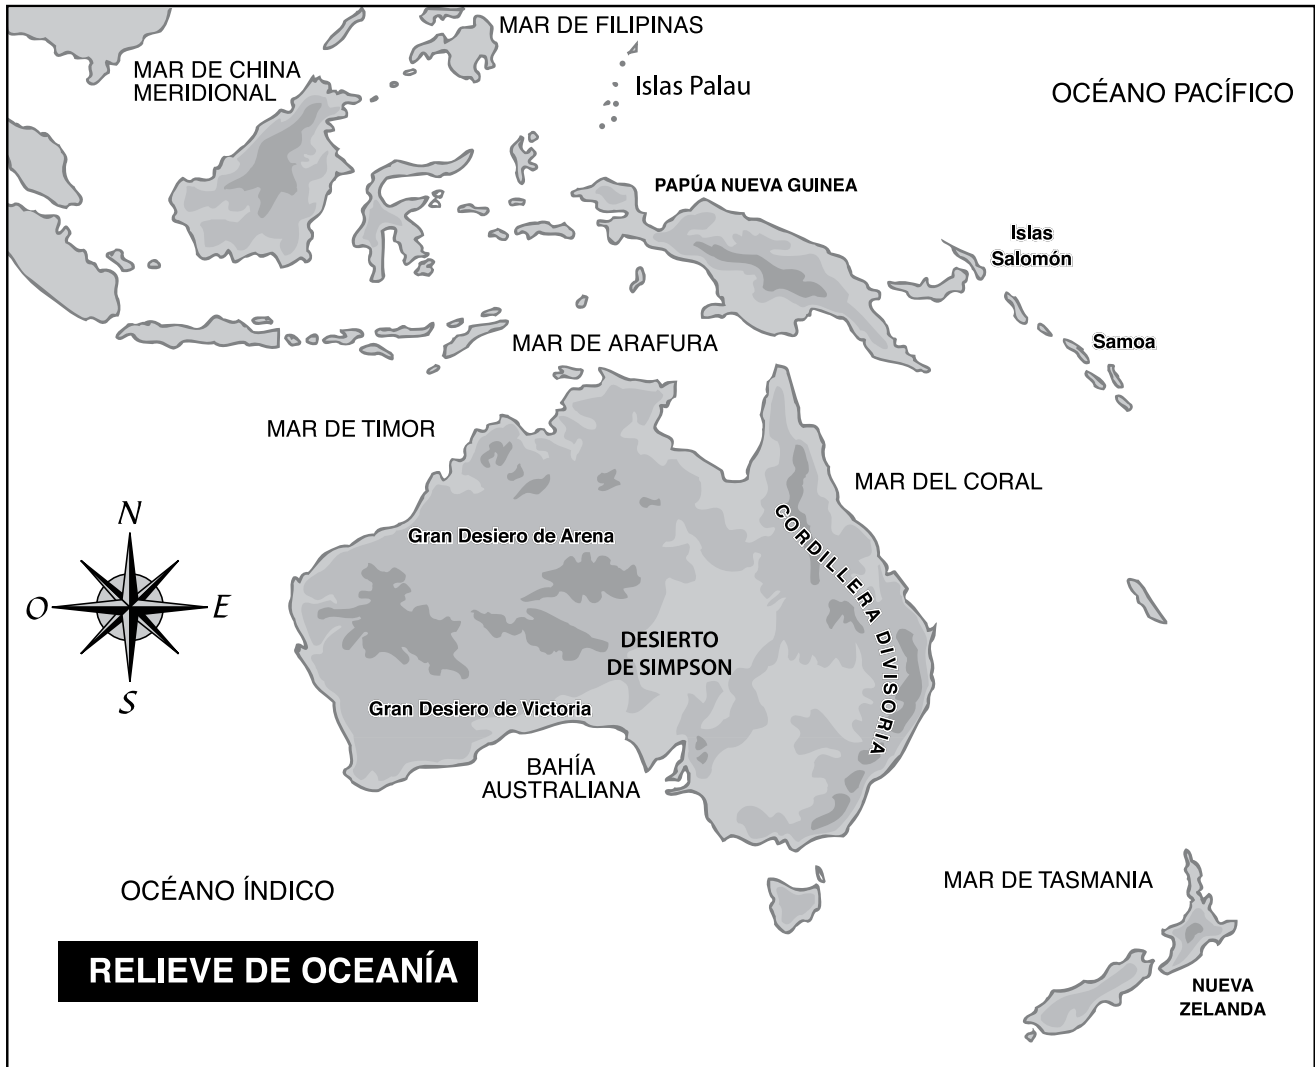 MAR DE FILIPINAS
MAR DE CHINA
MERIDIONAL
Islas Palau
OCÉANO PACÍFICO
PAPÚA NUEVA GUINEA
Islas
Salomón
Samoa
MAR DE ARAFURA
MAR DE TIMOR
MAR DEL CORAL
N
O
E
S
Gran Desiero de Arena
CORDILLERA DIVISORIA
DESIERTO
DE SIMPSON
Gran Desiero de Victoria
BAHÍA
AUSTRALIANA
OCÉANO ÍNDICO
MAR DE TASMANIA
RELIEVE DE OCEANÍA
NUEVA
ZELANDA